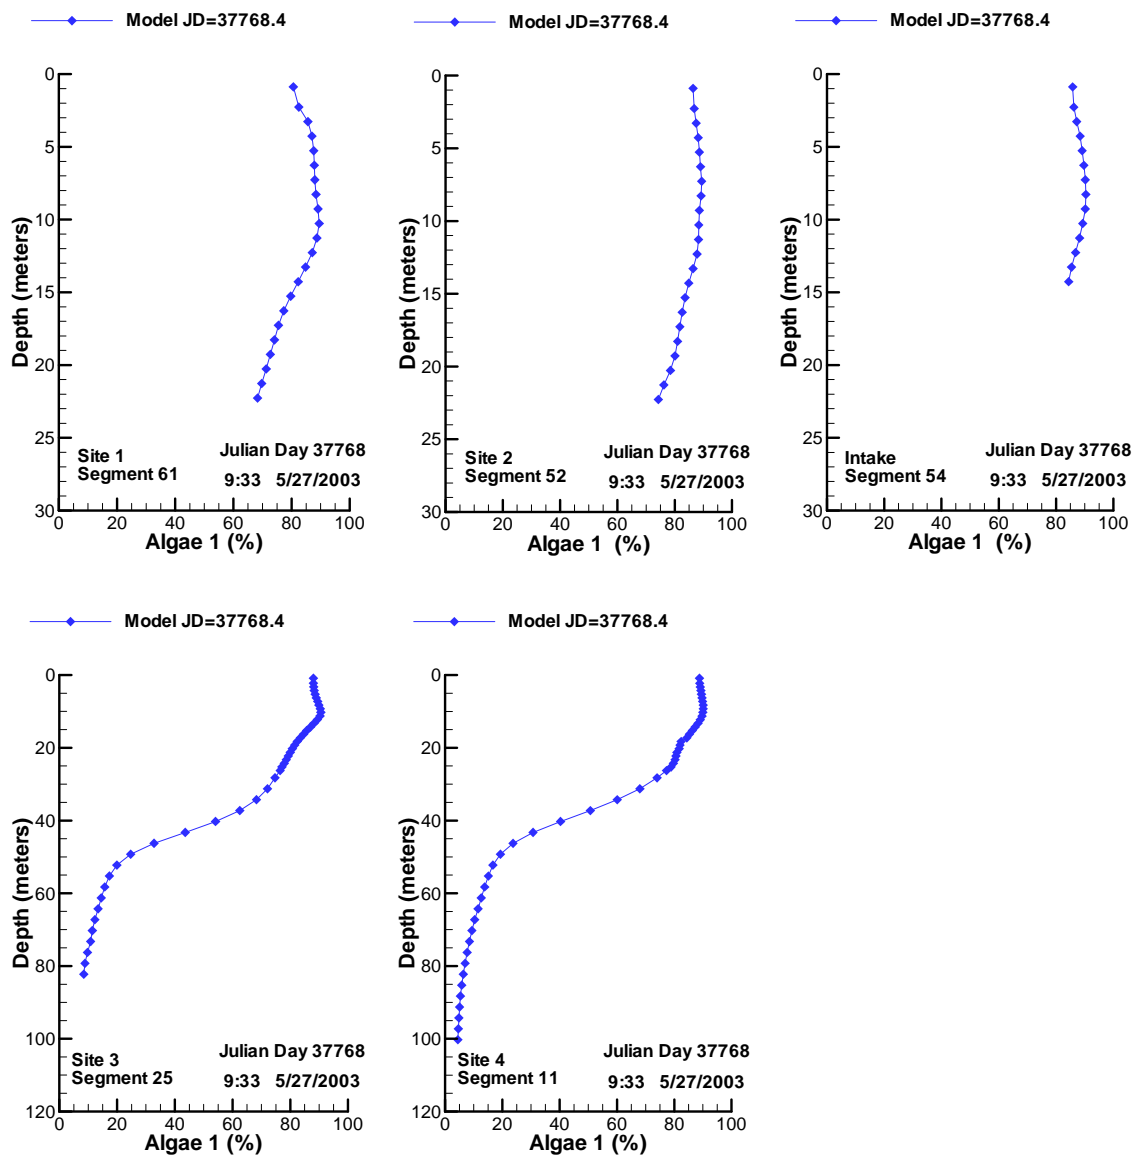 Model JD=37768.4
Model JD=37768.4
Model JD=37768.4
0
5
10
15
20
25
30
Depth (meters)
Site 1
Segment 61
Julian Day 37768
9:33 5/27/2003
0 20 40 60 80 100
Algae 1 (%)
0
5
10
15
20
25
30
Depth (meters)
Site 2
Segment 52
Julian Day 37768
9:33 5/27/2003
0 20 40 60 80 100
Algae 1 (%)
0
5
10
15
20
25
30
Depth (meters)
Intake
Segment 54
Julian Day 37768
9:33 5/27/2003
0 20 40 60 80 100
Algae 1 (%)
Model JD=37768.4
Model JD=37768.4
0
20
40
60
80
100
120
Depth (meters)
Site 3
Segment 25
Julian Day 37768
9:33 5/27/2003
0 20 40 60 80 100
Algae 1 (%)
0
20
40
60
80
100
120
Depth (meters)
Site 4
Segment 11
Julian Day 37768
9:33 5/27/2003
0 20 40 60 80 100
Algae 1 (%)